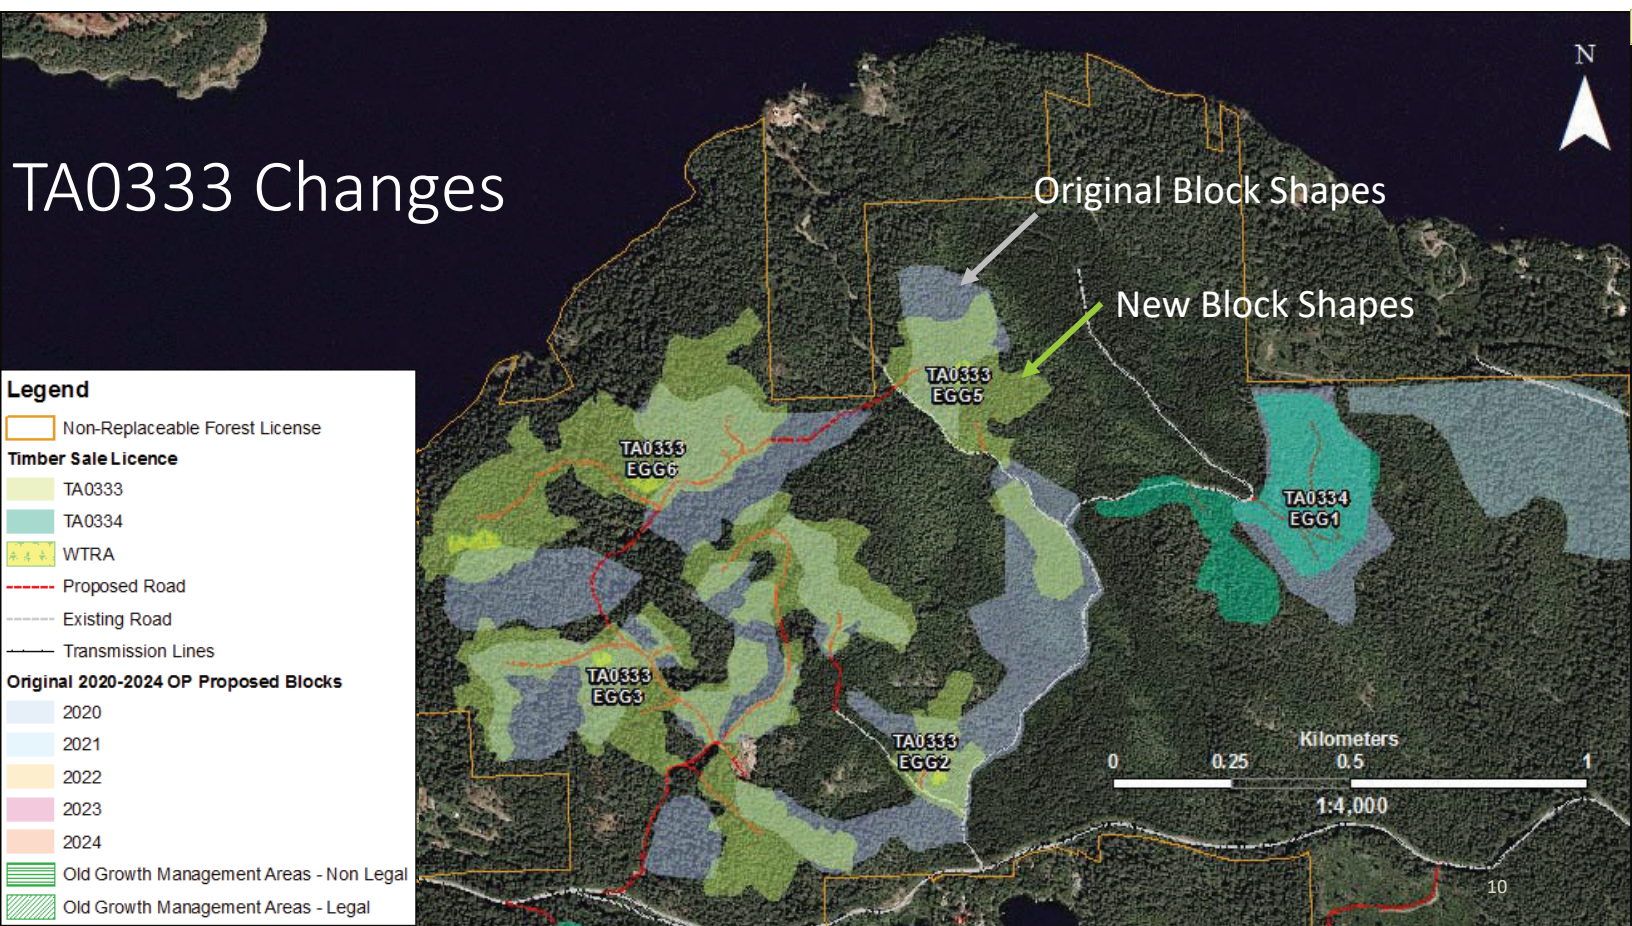 N
TA0333 Changes
Original Block Shapes
New Block Shapes
TA0333
EGG5
TA0333
EGG6
TA0334
EGG1
TA0333
EGG3
TA0333
EGG2
Legend
Non-Replaceable Forest License
Timber Sale Licence
TA0333
TA0334
WTRA
Proposed Road
Existing Road
Transmission Lines
Original 2020-2024 OP Proposed Blocks
2020
2021
2022
2023
2024
Old Growth Management Areas - Non Legal
Old Growth Management Areas - Legal
Kilometers
0 0.25 0.5 1
1:4,000
10